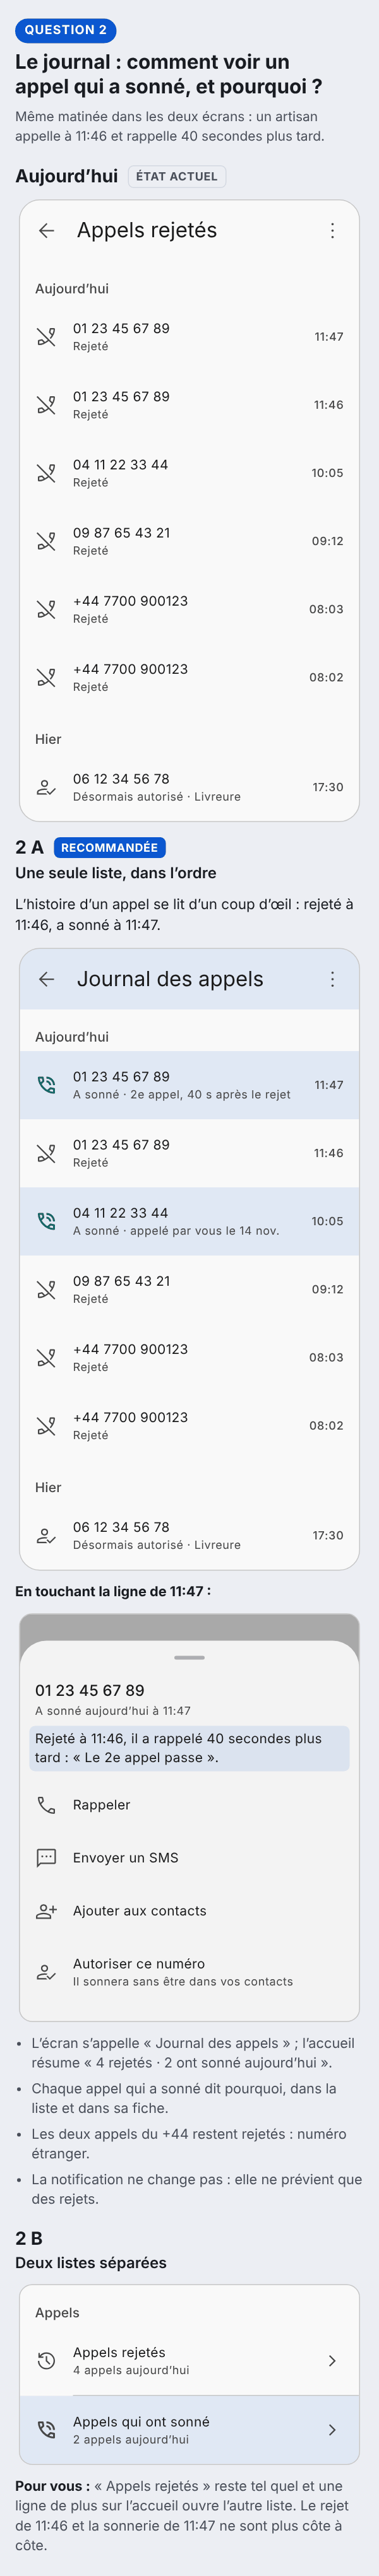 QUESTION 2
Le journal : comment voir un
appel qui a sonné, et pourquoi ?
Même matinée dans les deux écrans : un artisan
appelle à 11:46 et rappelle 40 secondes plus tard.
Aujourd’hui
ÉTAT ACTUEL
Appels rejetés
Aujourd’hui
01 23 45 67 89
Rejeté
11:47
01 23 45 67 89
Rejeté
11:46
04 11 22 33 44
Rejeté
10:05
09 87 65 43 21
Rejeté
09:12
+44 7700 900123
Rejeté
08:03
+44 7700 900123
Rejeté
08:02
Hier
06 12 34 56 78
Désormais autorisé · Livreure
17:30
2 A
RECOMMANDÉE
Une seule liste, dans l’ordre
L’histoire d’un appel se lit d’un coup d’œil : rejeté à
11:46, a sonné à 11:47.
Journal des appels
Aujourd’hui
01 23 45 67 89
A sonné · 2e appel, 40 s après le rejet
11:47
01 23 45 67 89
Rejeté
11:46
04 11 22 33 44
A sonné · appelé par vous le 14 nov.
10:05
09 87 65 43 21
Rejeté
09:12
+44 7700 900123
Rejeté
08:03
+44 7700 900123
Rejeté
08:02
Hier
06 12 34 56 78
Désormais autorisé · Livreure
17:30
En touchant la ligne de 11:47 :
01 23 45 67 89
A sonné aujourd’hui à 11:47
Rejeté à 11:46, il a rappelé 40 secondes plus
tard : « Le 2e appel passe ».
Rappeler
Envoyer un SMS
Ajouter aux contacts
Autoriser ce numéro
Il sonnera sans être dans vos contacts
• L’écran s’appelle « Journal des appels » ; l’accueil
résume « 4 rejetés · 2 ont sonné aujourd’hui ».
• Chaque appel qui a sonné dit pourquoi, dans la
liste et dans sa fiche.
• Les deux appels du +44 restent rejetés : numéro
étranger.
• La notification ne change pas : elle ne prévient que
des rejets.
2 B
Deux listes séparées
Appels
Appels rejetés
4 appels aujourd’hui
Appels qui ont sonné
2 appels aujourd’hui
Pour vous : « Appels rejetés » reste tel quel et une
ligne de plus sur l’accueil ouvre l’autre liste. Le rejet
de 11:46 et la sonnerie de 11:47 ne sont plus côte à
côte.